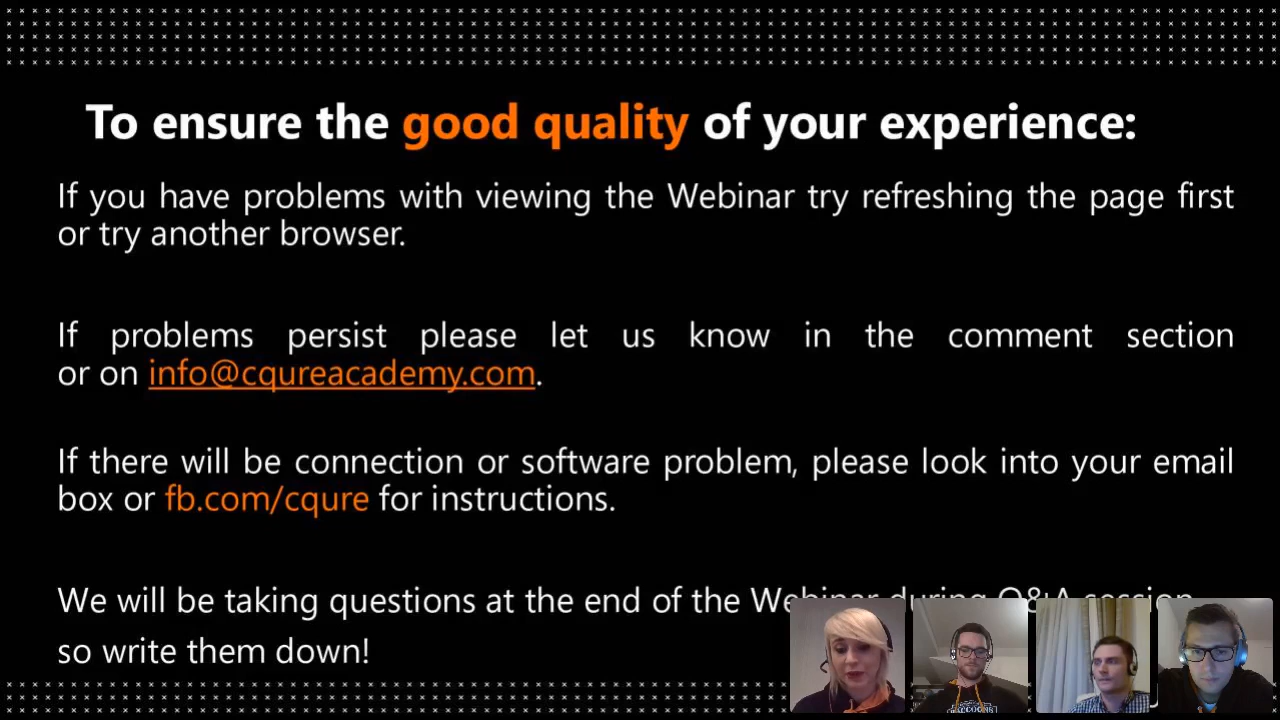 To ensure the good quality of your experience:
If you have problems with viewing the Webinar try refreshing the page first
or try another browser.
If problems persist please let us know in the comment section
or on info@cqureacademy.com.
If there will be connection or software problem, please look into your email
box or fb.com/cqure for instructions.
We will be taking questions at the end of the Webinar during Q&A session
so write them down!